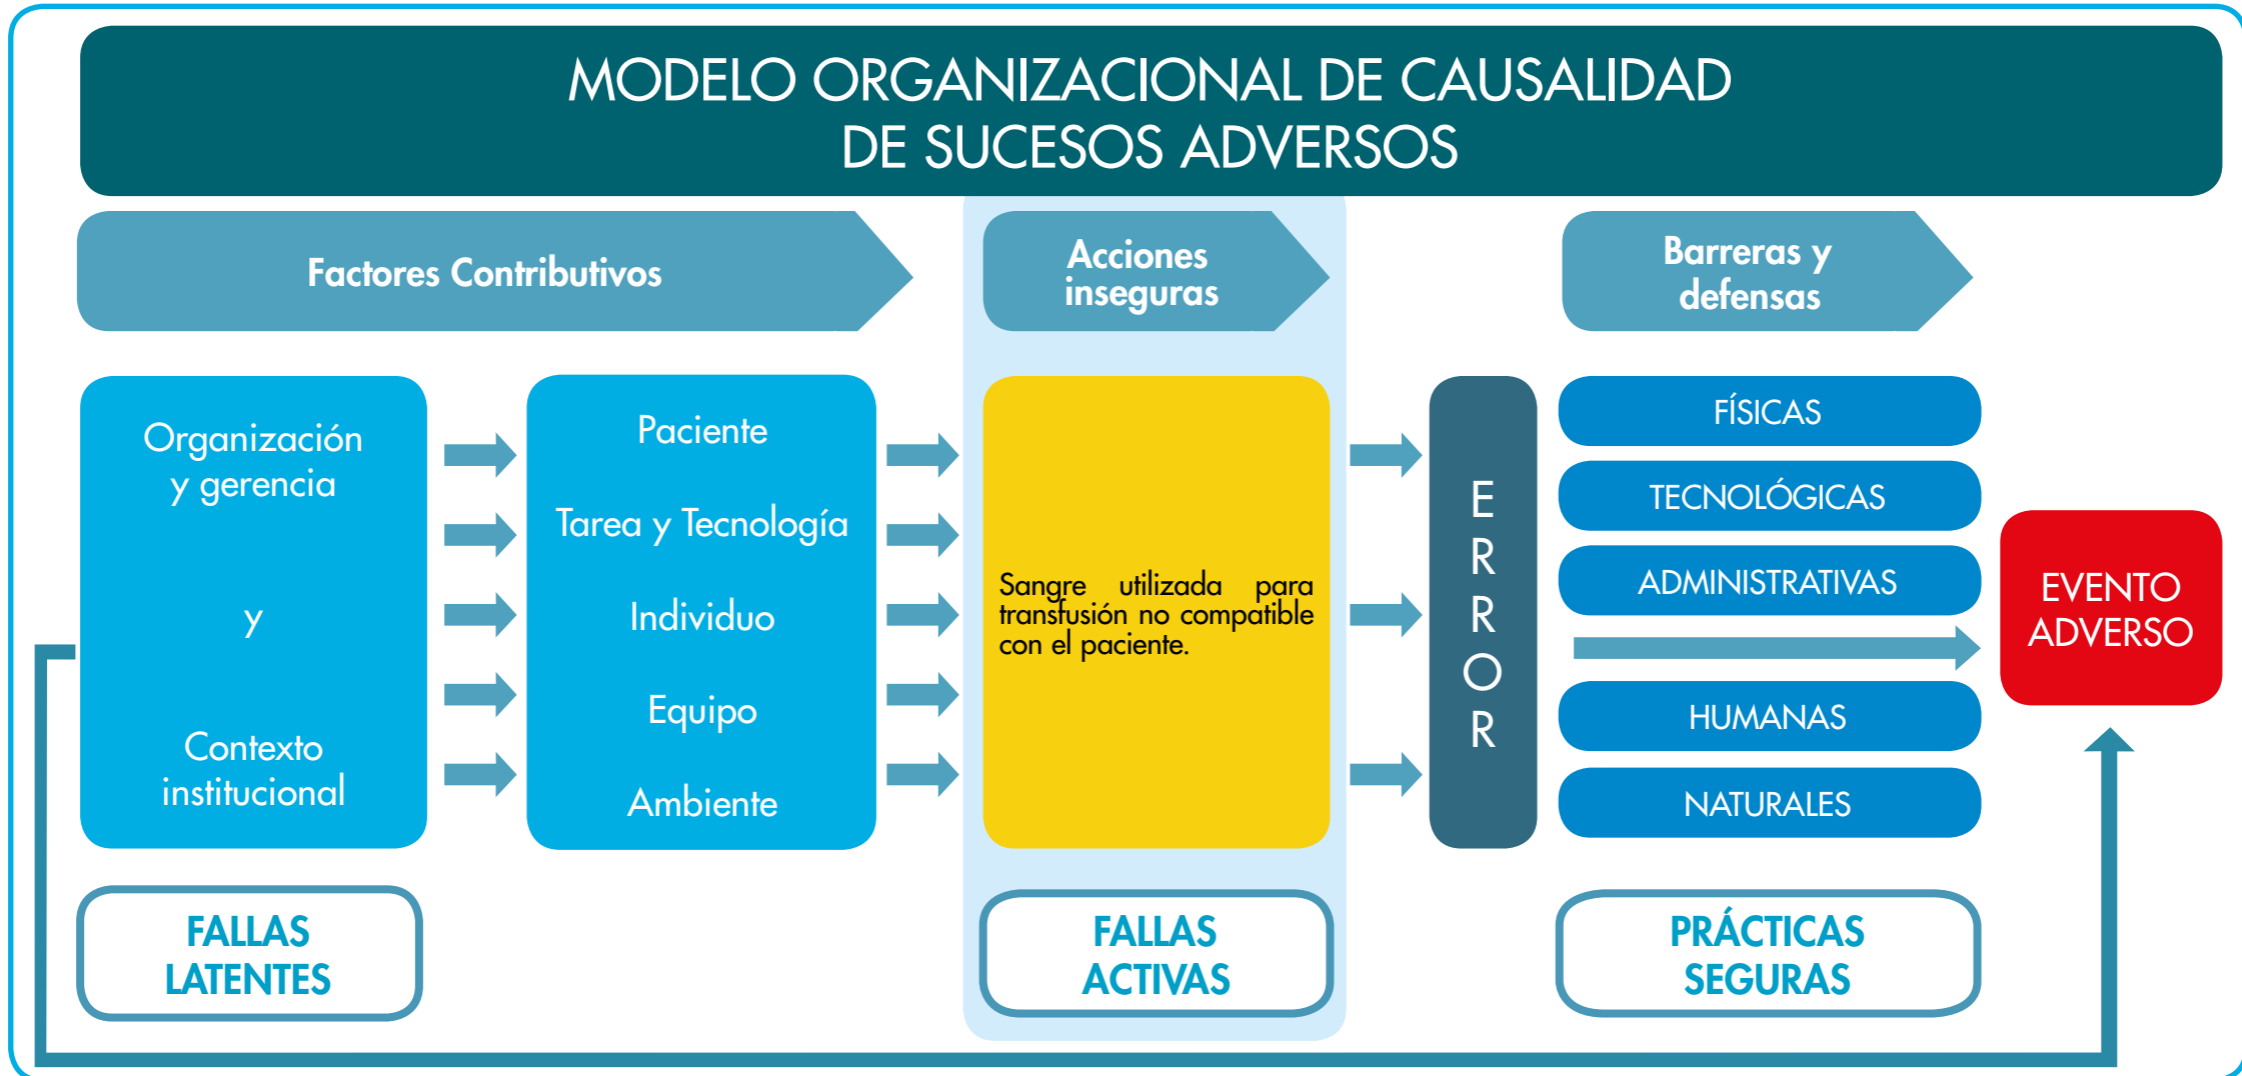 MODELO ORGANIZACIONAL DE CAUSALIDAD
DE SUCESOS ADVERSOS
Factores Contributivos
Acciones
inseguras
Barreras y
defensas
Organización
y gerencia
y
Contexto
institucional
Paciente
Tarea y Tecnología
Individuo
Equipo
Ambiente
Sangre utilizada para
transfusión no compatible
con el paciente.
E
R
R
O
R
FÍSICAS
TECNOLÓGICAS
ADMINISTRATIVAS
HUMANAS
NATURALES
EVENTO
ADVERSO
FALLAS
LATENTES
FALLAS
ACTIVAS
PRÁCTICAS
SEGURAS